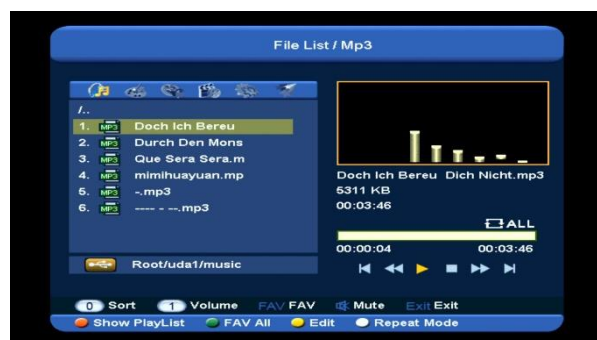 File List / Mp3
/..
1. MP3 Doch Ich Bereu
2. MP3 Durch Den Mons
3. MP3 Que Sera Sera.m
4. MP3 mimihuayuan.mp
5. MP3 -.mp3
6. MP3 ---- - --.mp3
Root/uda1/music
Doch Ich Bereu Dich Nicht.mp3
5311 KB
00:03:46
ALL
00:00:04 00:03:46
0 Sort 1 Volume FAV FAV Mute Exit Exit
Show PlayList FAV All Edit Repeat Mode